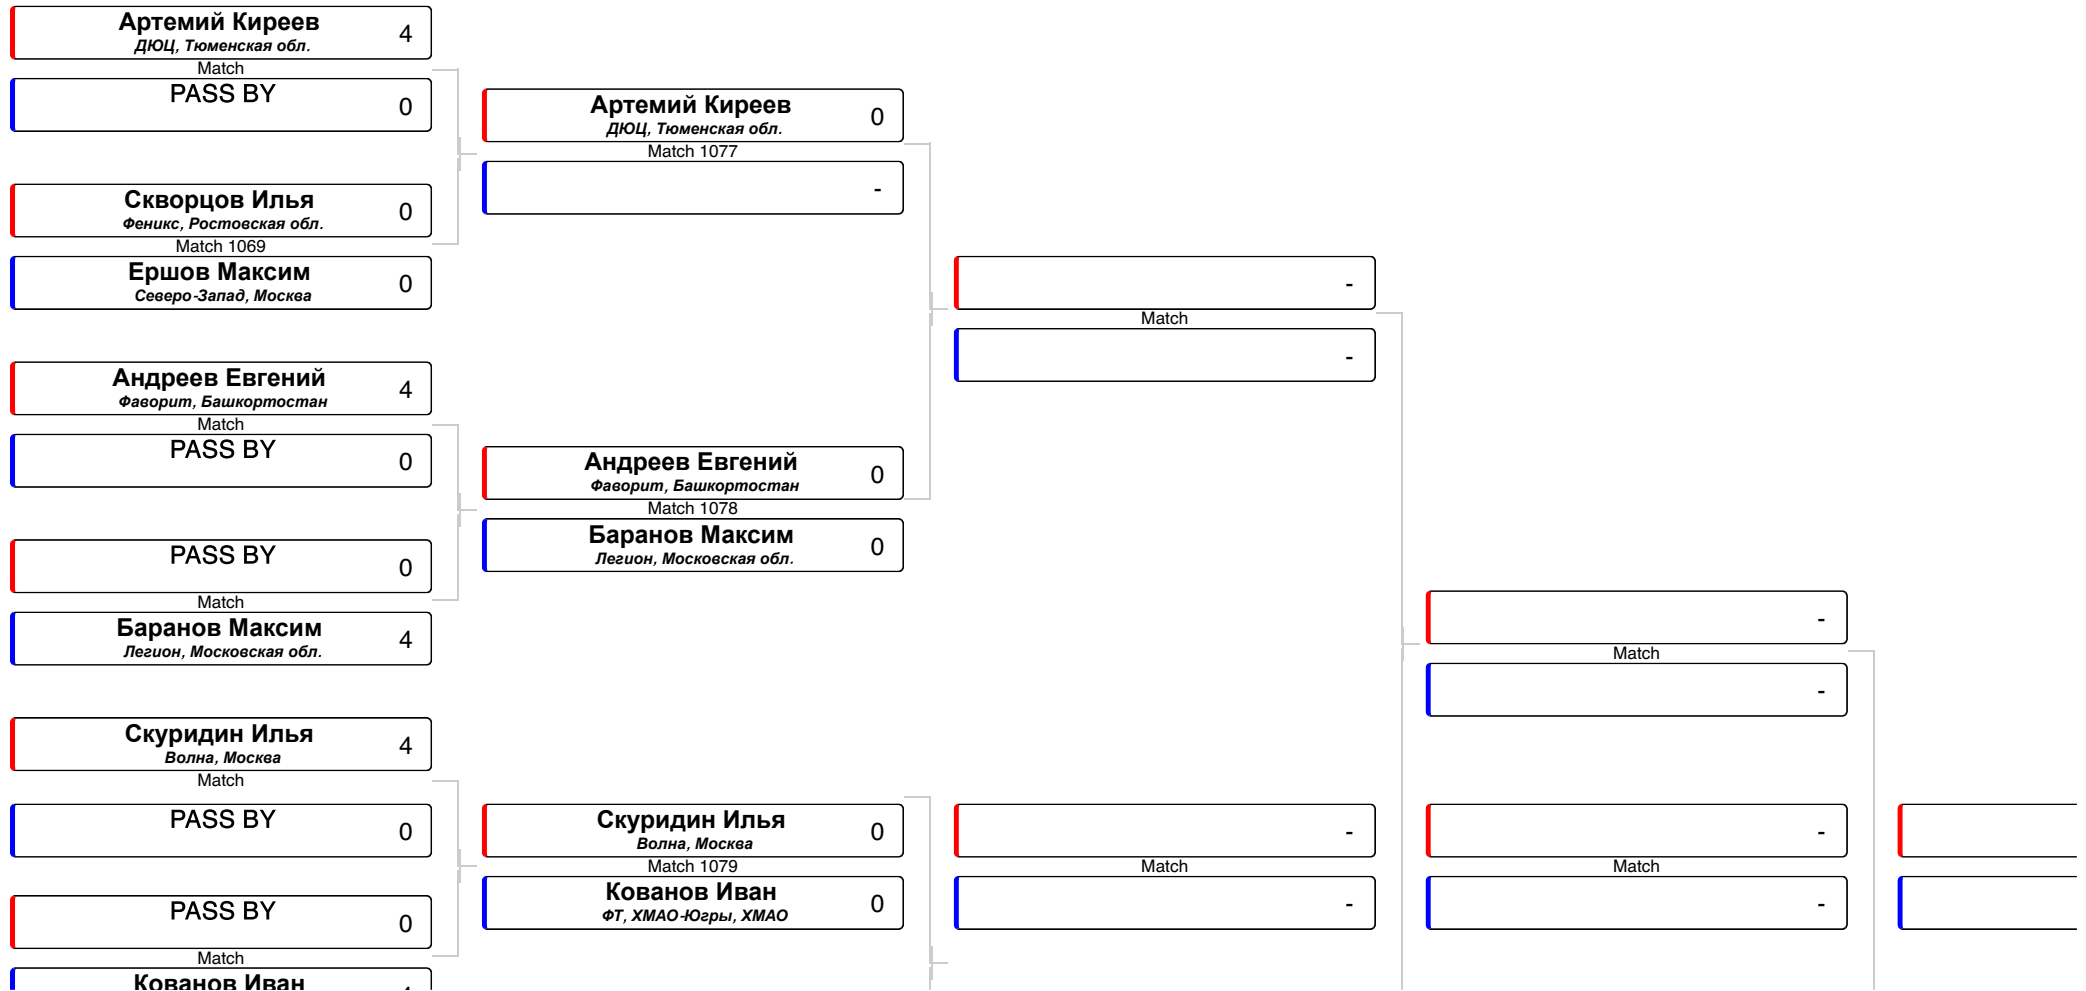 Артемий Киреев
4
ДЮЦ, Тюменская обл.
Match
PASS BY
0
Скворцов Илья
0
Феникс, Ростовская обл.
Match 1069
Ершов Максим
0
Северо-Запад, Москва
Андреев Евгений
4
Фаворит, Башкортостан
Match
PASS BY
0
PASS BY
0
Match
Баранов Максим
4
Легион, Московская обл.
Скуридин Илья
4
Волна, Москва
Match
PASS BY
0
PASS BY
0
Match
Кованов Иван
Артемий Киреев
0
ДЮЦ, Тюменская обл.
Match 1077
-
Андреев Евгений
0
Фаворит, Башкортостан
Match 1078
Баранов Максим
0
Легион, Московская обл.
Скуридин Илья
0
Волна, Москва
Match 1079
Кованов Иван
0
ФТ, ХМАО-Югры, ХМАО
-
Match
-
-
Match
-
-
Match
-
-
Match
-